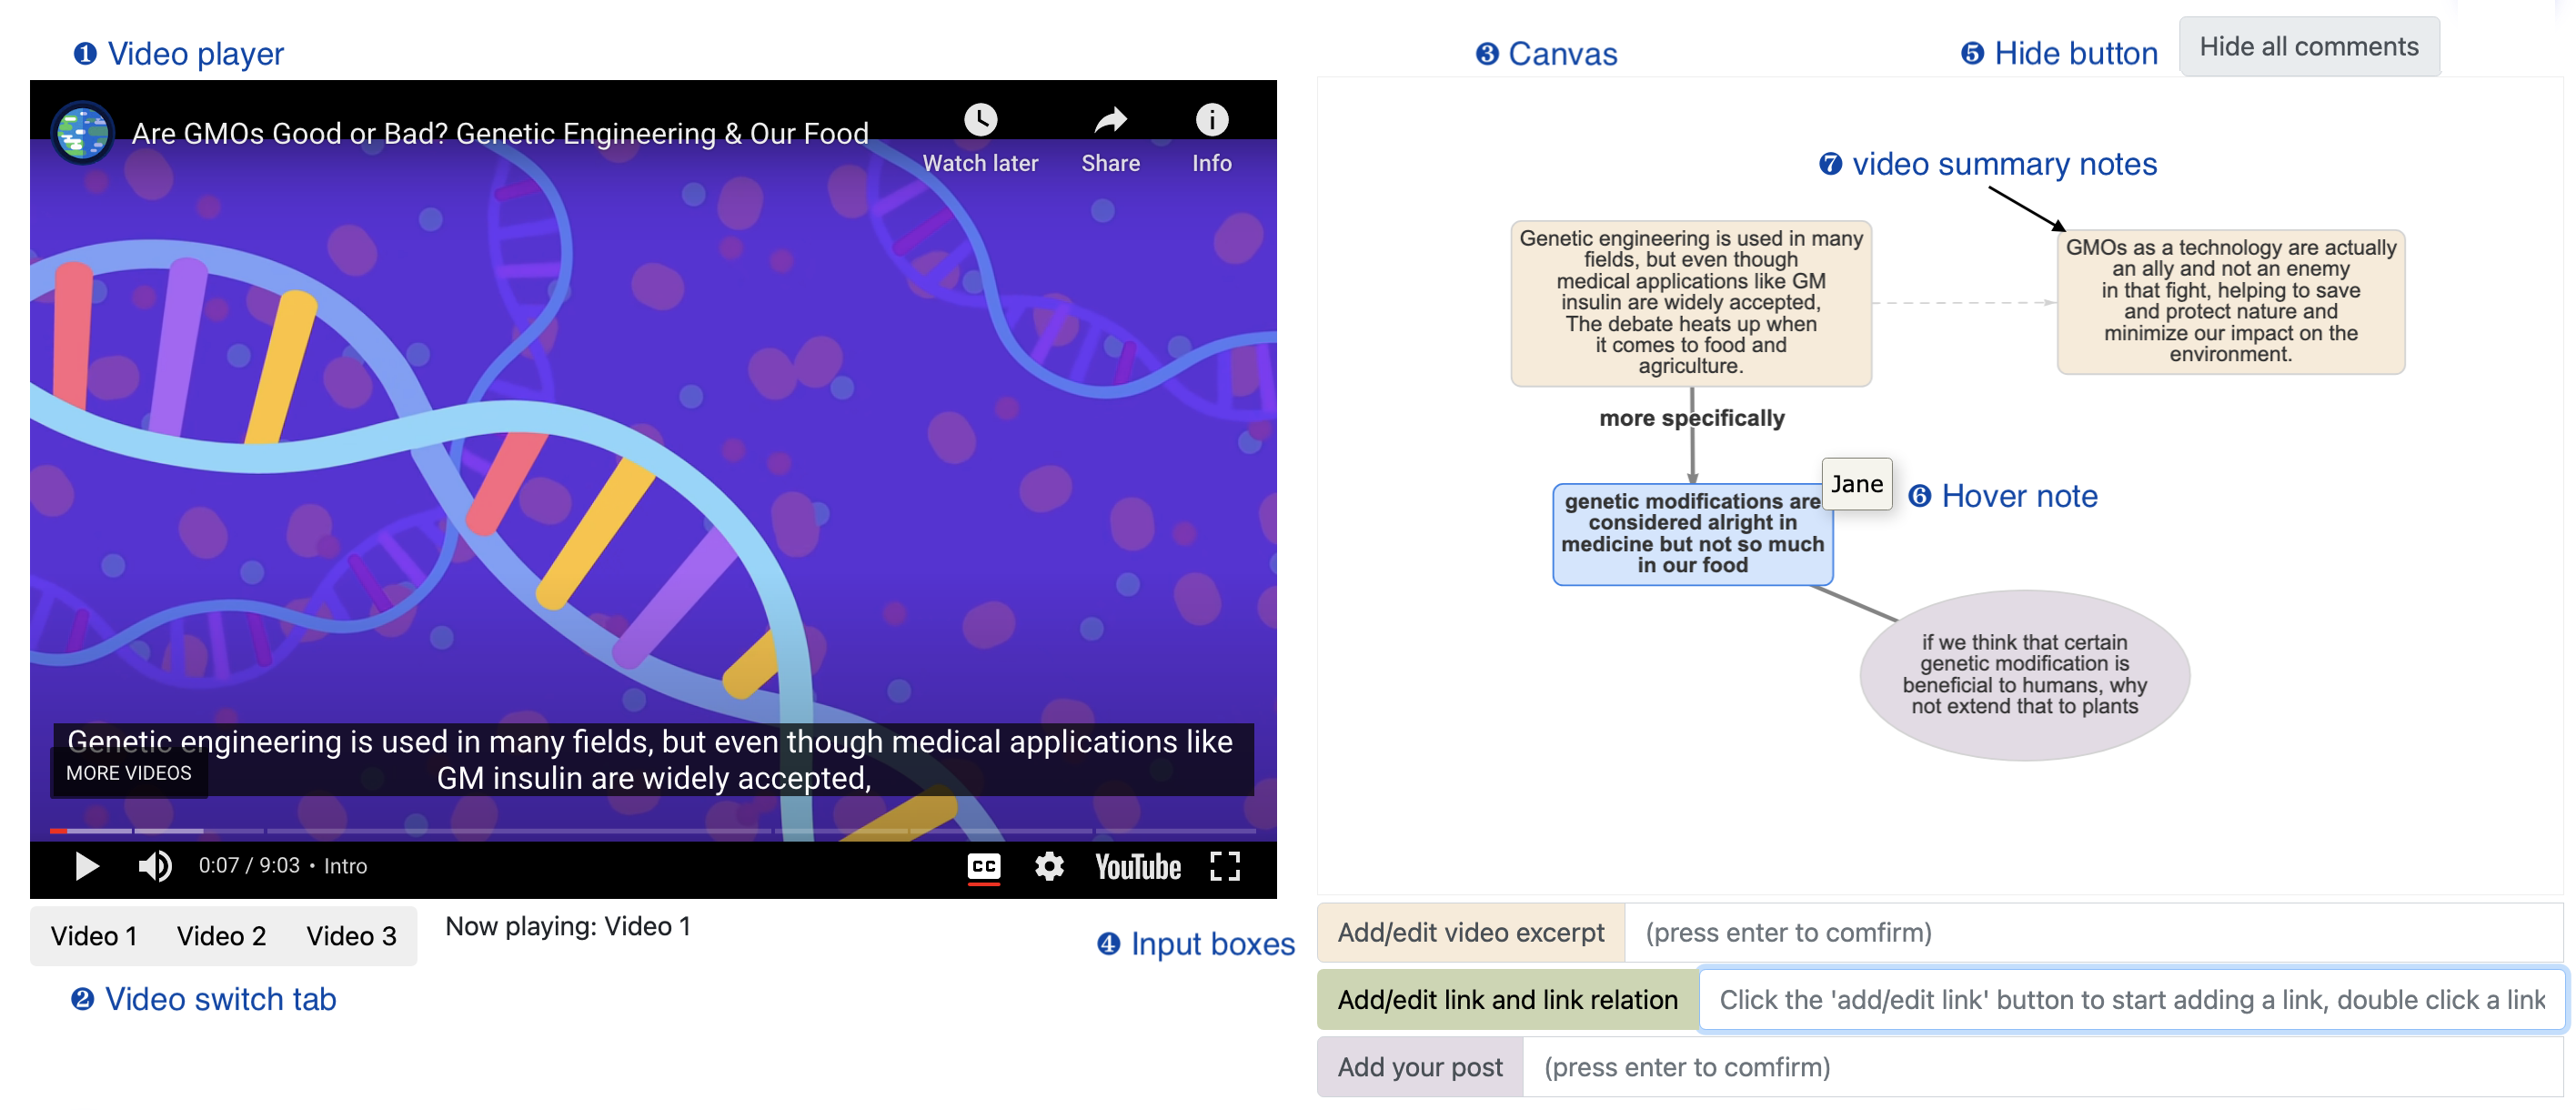 ❶ Video player
❸ Canvas
❺ Hide button
Hide all comments
Are GMOs Good or Bad? Genetic Engineering & Our Food
Watch later
Share
Info
❼ video summary notes
Genetic engineering is used in many
fields, but even though
medical applications like GM
insulin are widely accepted,
The debate heats up when
it comes to food and
agriculture.
GMOs as a technology are actually
an ally and not an enemy
in that fight, helping to save
and protect nature and
minimize our impact on the
environment.
more specifically
genetic modifications are
considered alright in
medicine but not so much
in our food
Jane
❻ Hover note
if we think that certain
genetic modification is
beneficial to humans, why
not extend that to plants
Genetic engineering is used in many fields, but even though medical applications like
GM insulin are widely accepted,
MORE VIDEOS
0:07 / 9:03 • Intro
CC
YouTube
Video 1
Video 2
Video 3
Now playing: Video 1
❷ Video switch tab
❹ Input boxes
Add/edit video excerpt
(press enter to comfirm)
Add/edit link and link relation
Click the 'add/edit link' button to start adding a link, double click a link
Add your post
(press enter to comfirm)